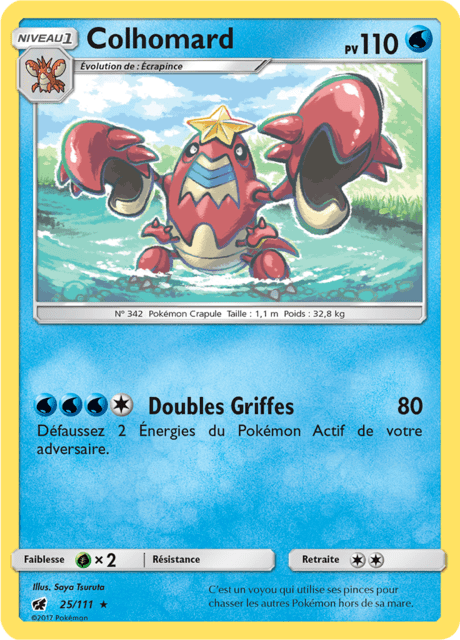 NIVEAU 1
Colhomard
PV 110
Évolution de : Écrapince
N° 342 Pokémon Crapule Taille : 1,1 m Poids : 32,8 kg
Doubles Griffes 80
Défaussez 2 Énergies du Pokémon Actif de votre
adversaire.
Faiblesse × 2 Résistance Retraite
Illus. Saya Tsuruta
25/111 ★
©2017 Pokémon
C'est un voyou qui utilise ses pinces pour
chasser les autres Pokémon hors de sa mare.